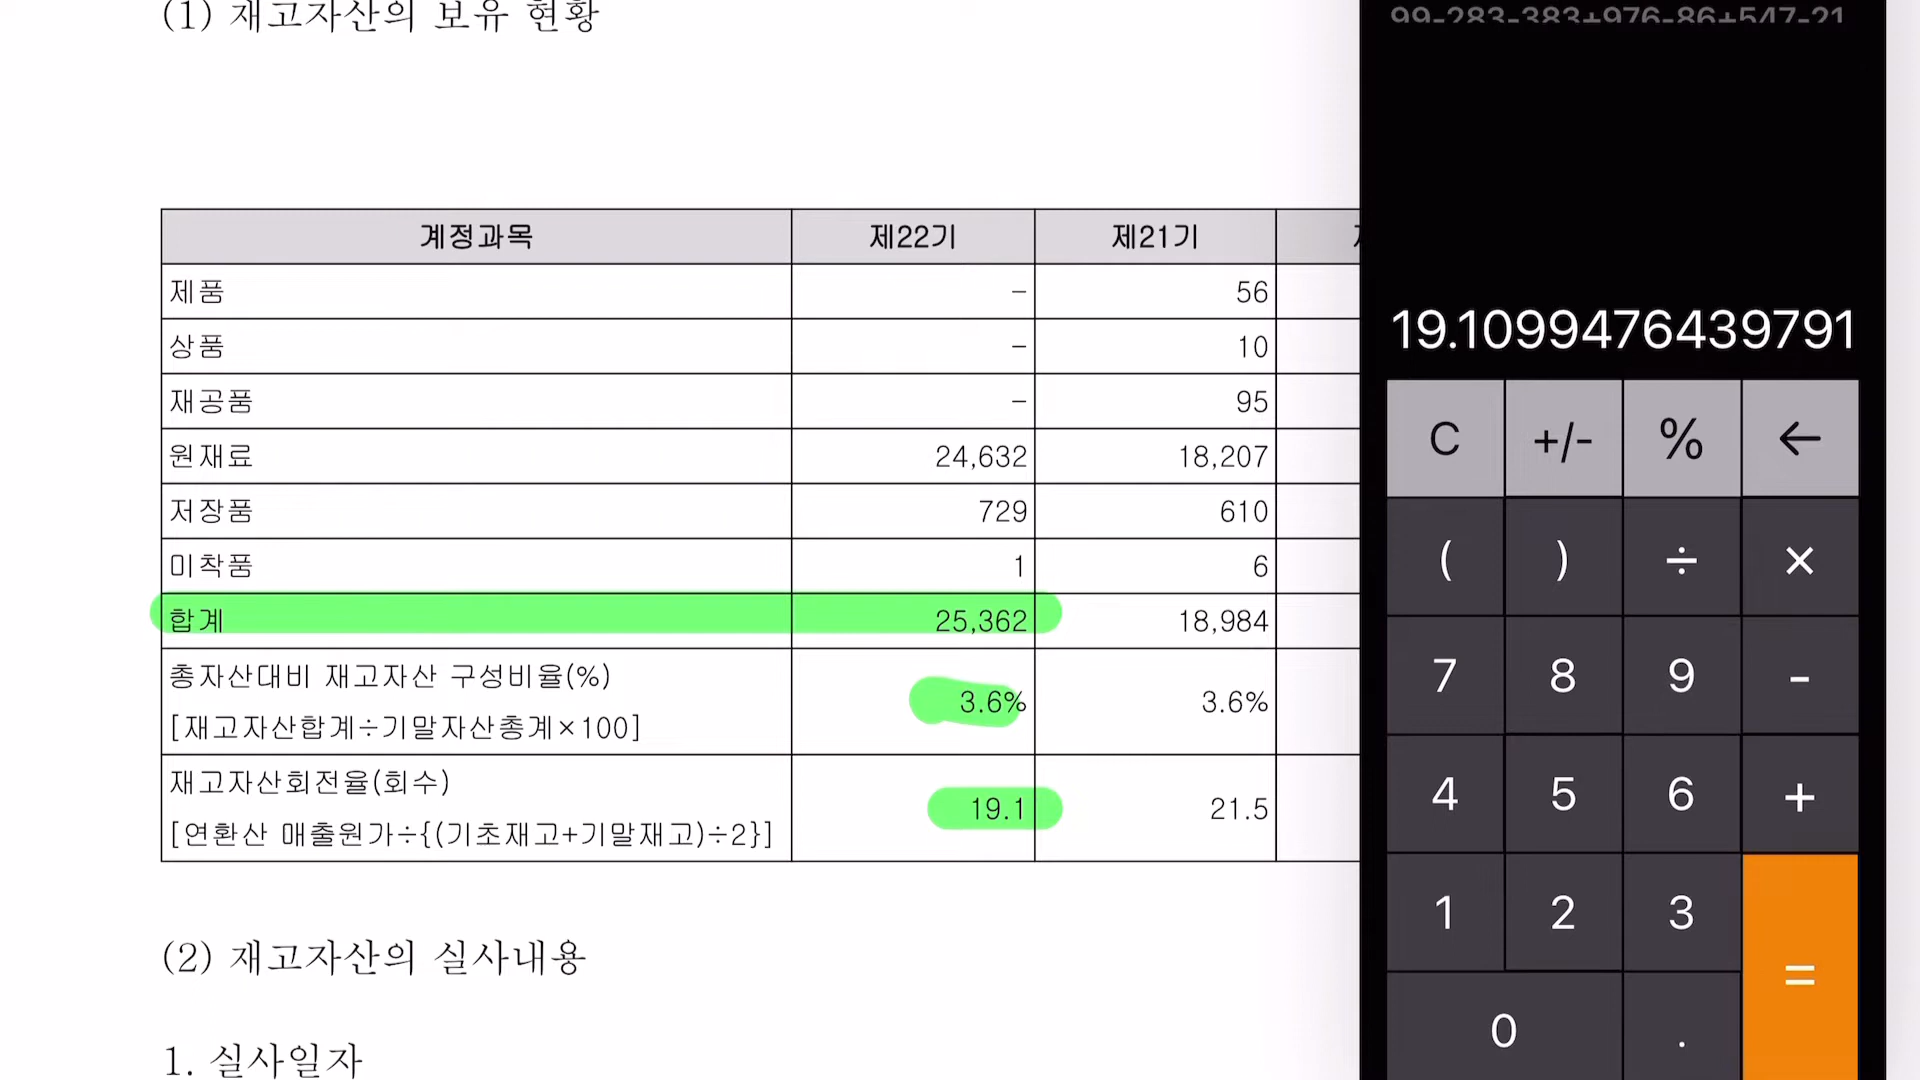 (1) 재고자산의 보유 현황
99-283-383+976-86+547-21
계정과목 제22기 제21기
제품 – 56
상품 – 10
재공품 – 95
원재료 24,632 18,207
저장품 729 610
미착품 1 6
합계 25,362 18,984
총자산대비 재고자산 구성비율(%)
[재고자산합계÷기말자산총계×100] 3.6% 3.6%
재고자산회전율(회수)
[연환산 매출원가÷{(기초재고+기말재고)÷2}] 19.1 21.5
(2) 재고자산의 실사내용
1. 실사일자
19.1099476439791
C +/- % ←
( ) ÷ ×
7 8 9 -
4 5 6 +
1 2 3
0 . =